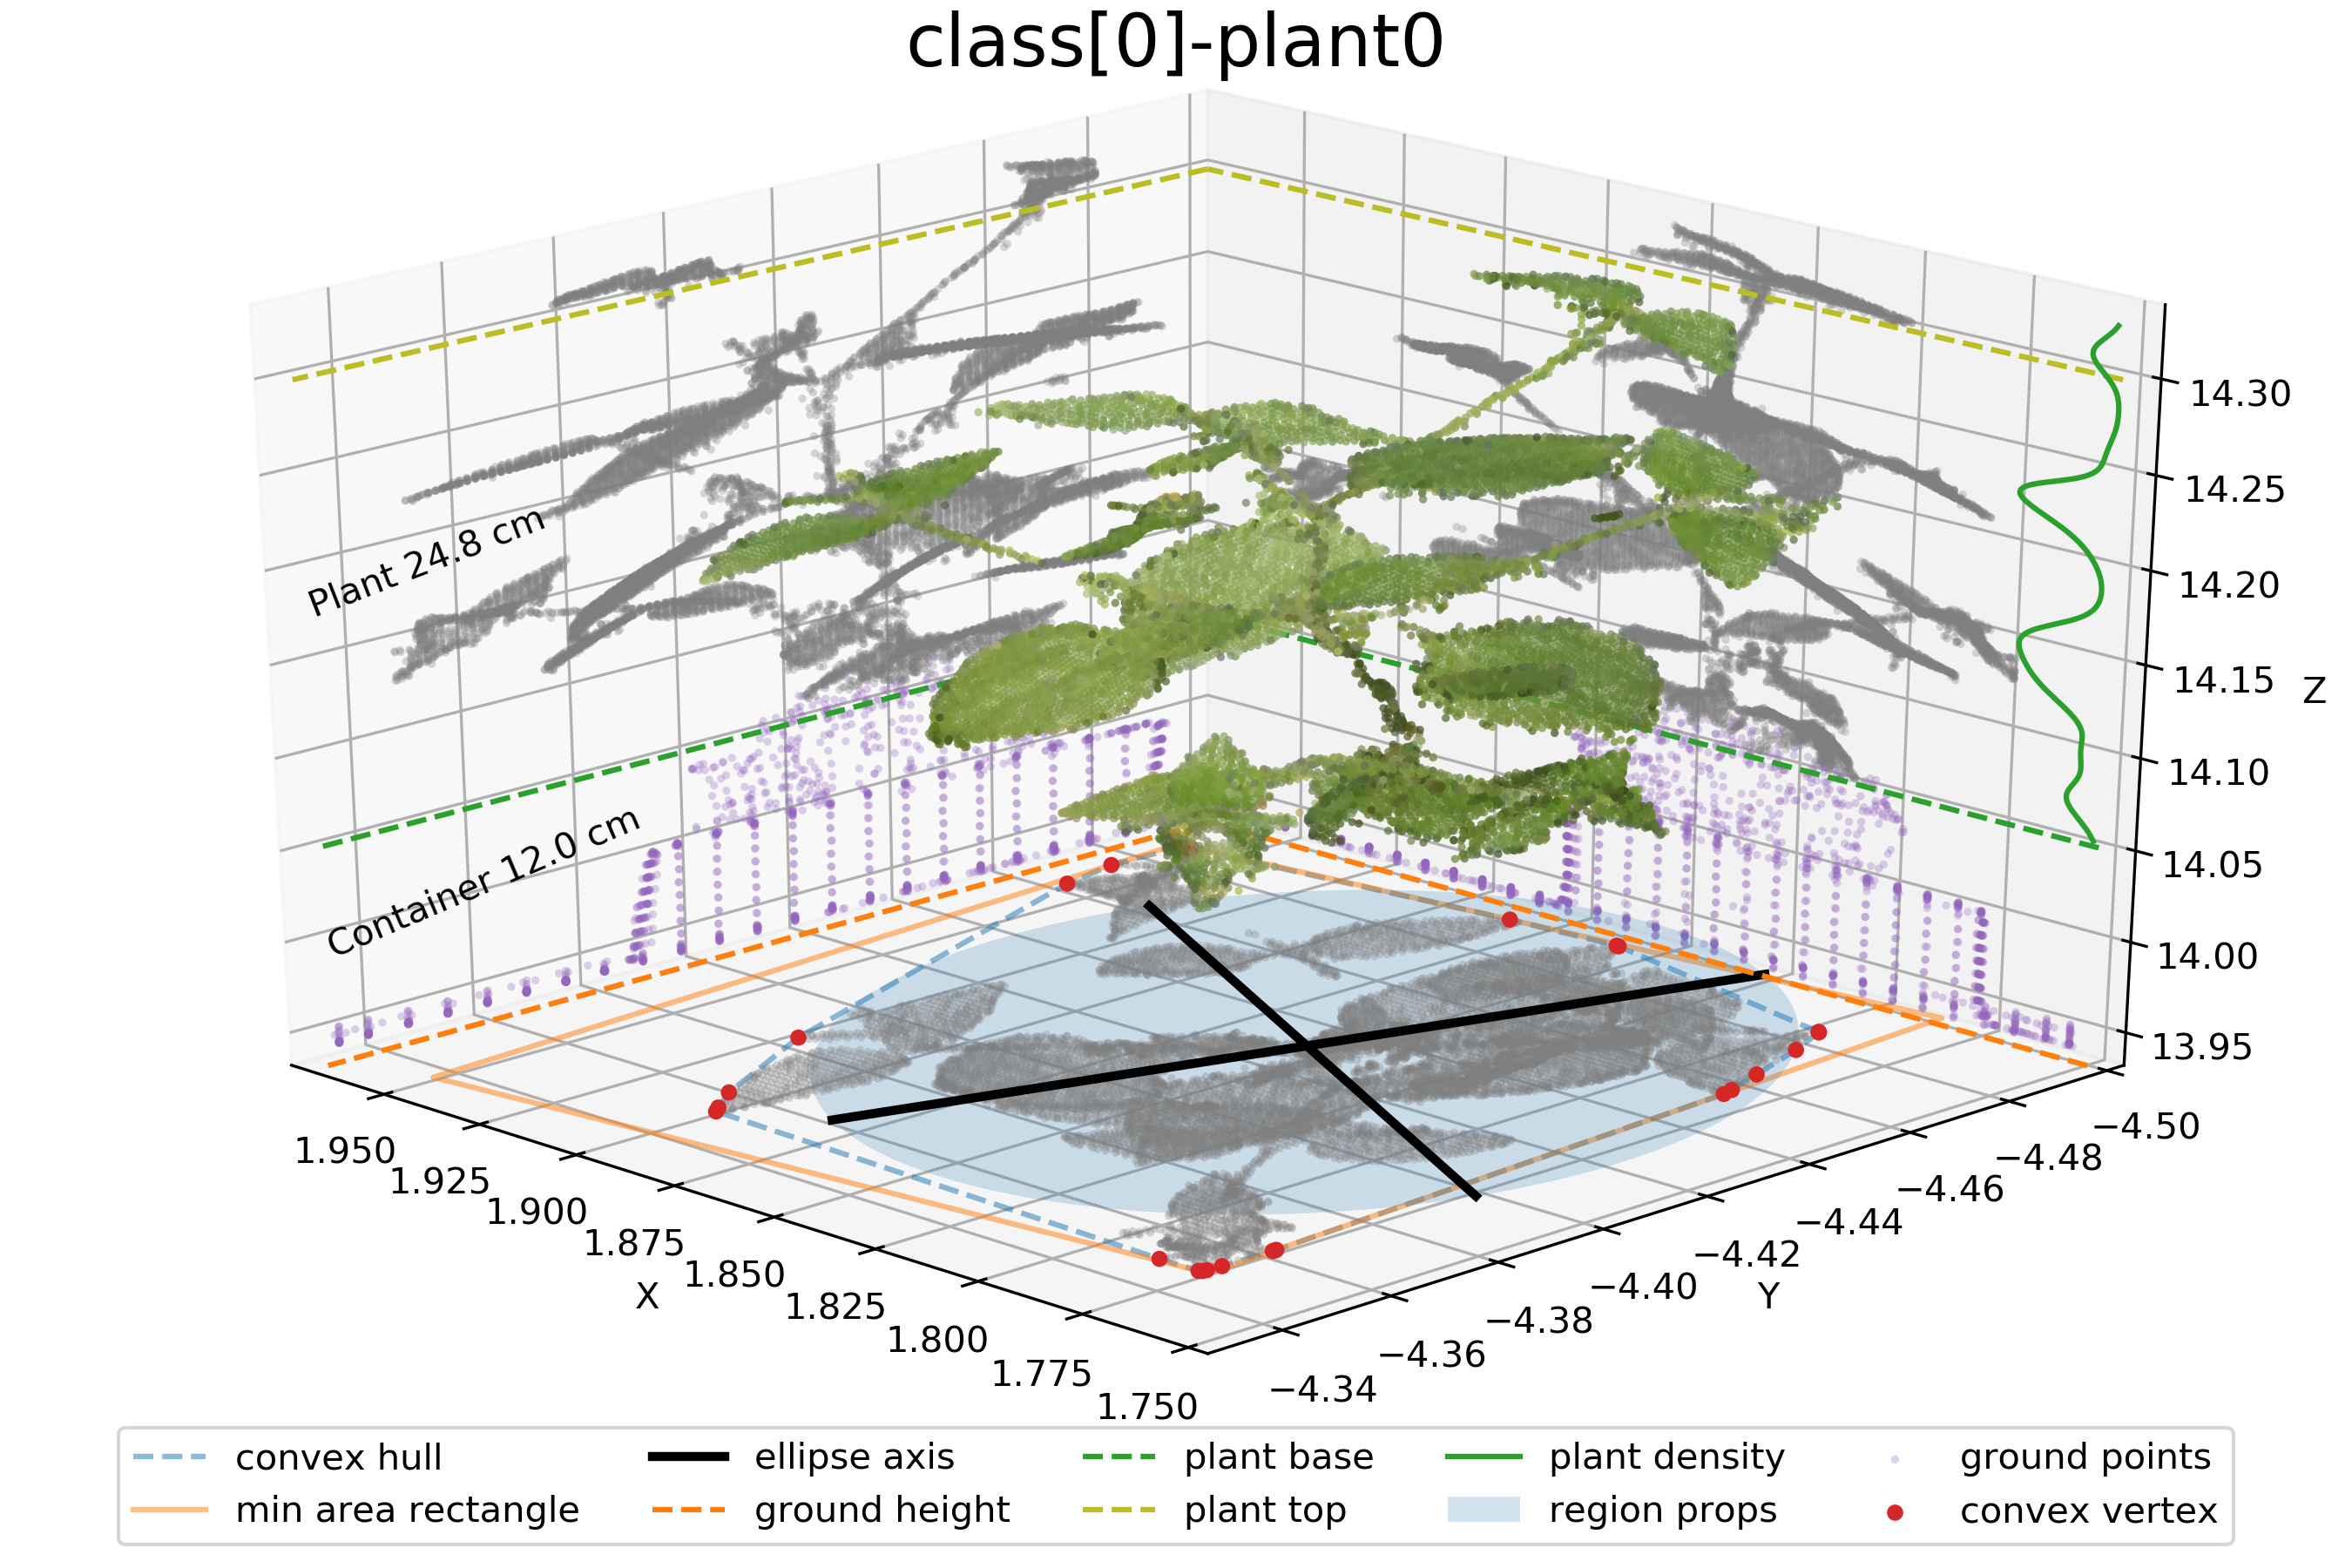 class[0]-plant0
Plant 24.8 cm
Container 12.0 cm
14.30
14.25
14.20
14.15
14.10
14.05
14.00
13.95
Z
1.950
1.925
1.900
1.875
1.850
1.825
1.800
1.775
1.750
X
−4.50
−4.48
−4.46
−4.44
−4.42
−4.40
−4.38
−4.36
−4.34
Y
convex hull
min area rectangle
ellipse axis
ground height
plant base
plant top
plant density
region props
ground points
convex vertex